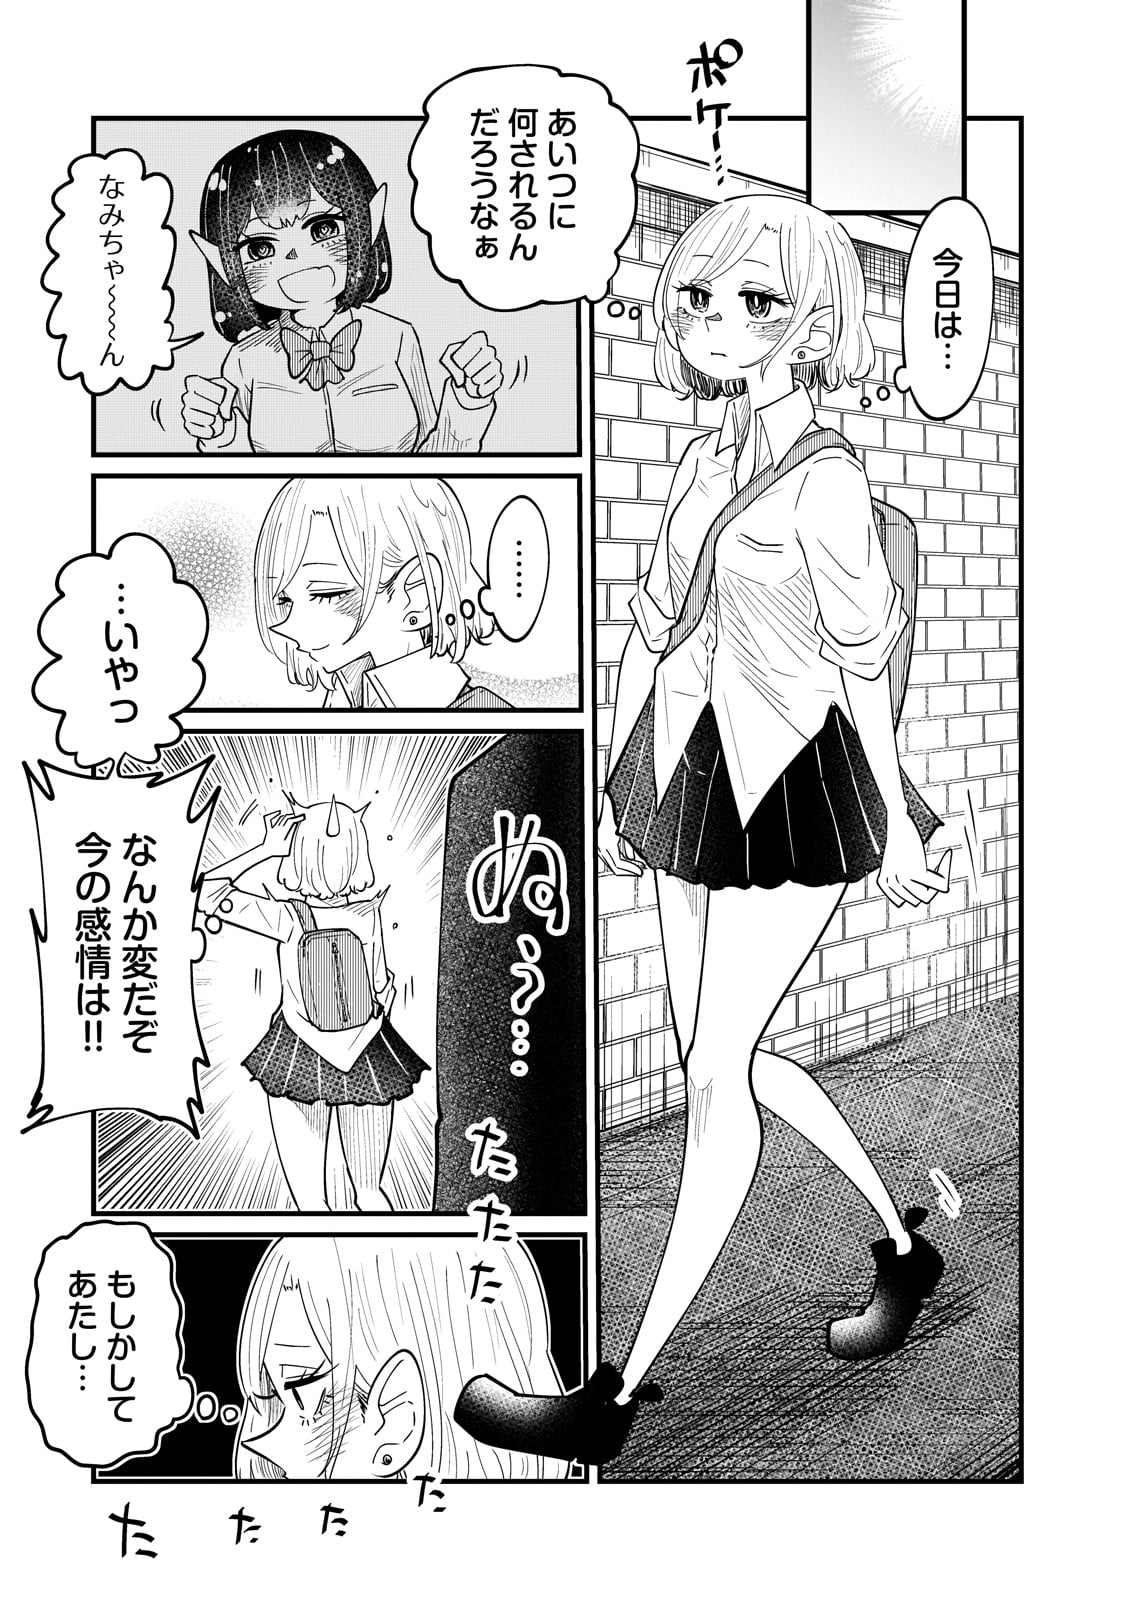 ポケー…
今日は…
あいつに
何されるん
だろうなぁ
なみちゃ〜〜〜ん
……
…いやっ
なんか変だぞ
今の感情は!!
ぬぅ?…
たたた
もしかして
あたし…
た
た
た
た